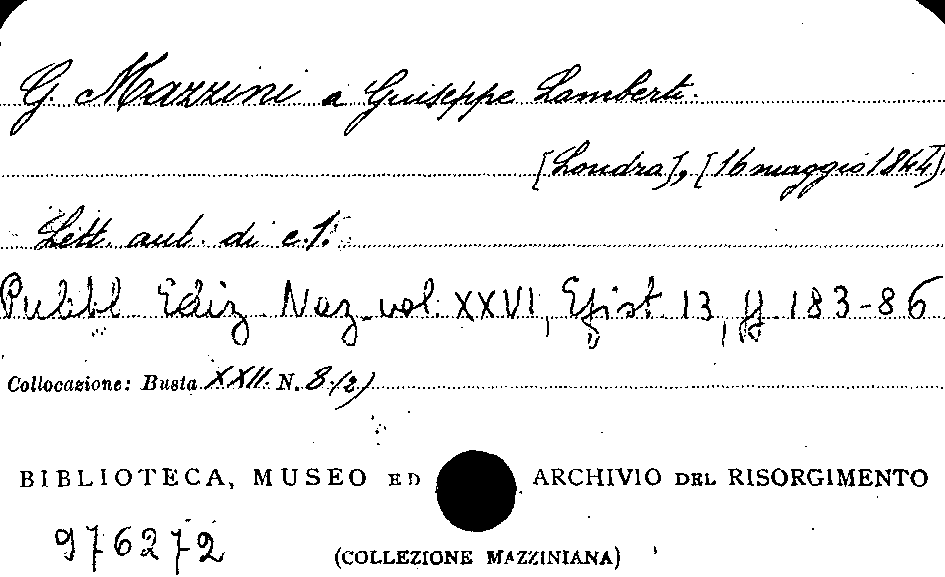 G. Mazzini a Giuseppe Lamberti.
[Londra], [16 maggio 1844].
Lett. aut. di c. 1.
Pubbl. Ediz. Naz. vol. XXVI, Epist. 13, pp. 183-86
Collocazione: Busta XXII. N. 8/2)
BIBLIOTECA, MUSEO ED ARCHIVIO DEL RISORGIMENTO
976272
(COLLEZIONE MAZZINIANA)